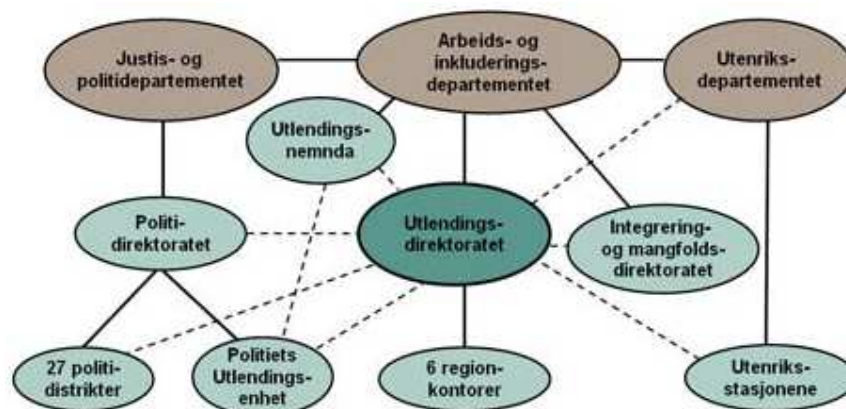 Justis- og
politidepartementet
Arbeids- og
inkluderings-
departementet
Utenriks-
departementet
Utlendings-
nemnda
Politi-
direktoratet
Utlendings-
direktoratet
Integrering-
og mangfolds-
direktoratet
27 politi-
distrikter
Politiets
Utlendings-
enhet
6 region-
kontorer
Utenriks-
stasjonene